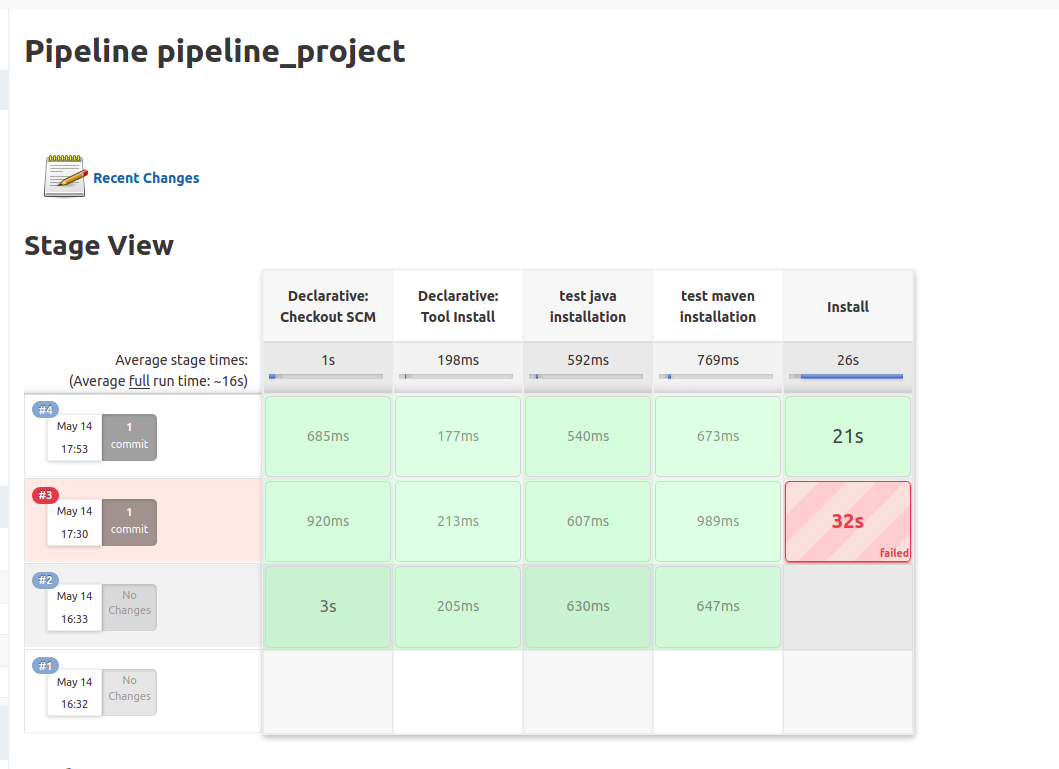 Pipeline pipeline_project
Recent Changes
Stage View
Declarative:
Checkout SCM
Declarative:
Tool Install
test java
installation
test maven
installation
Install
Average stage times:
(Average full run time: ~16s)
1s
198ms
592ms
769ms
26s
#4
May 14
17:53
1
commit
685ms
177ms
540ms
673ms
21s
#3
May 14
17:30
1
commit
920ms
213ms
607ms
989ms
32s
failed
#2
May 14
16:33
No
Changes
3s
205ms
630ms
647ms
#1
May 14
16:32
No
Changes